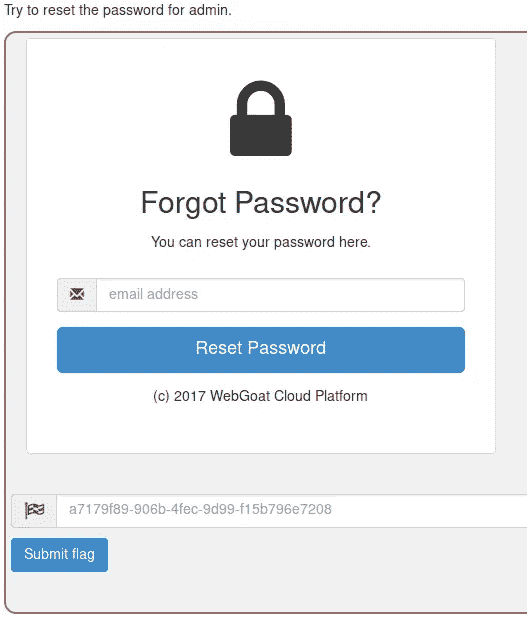 Try to reset the password for admin.
Forgot Password?
You can reset your password here.
email address
Reset Password
(c) 2017 WebGoat Cloud Platform
a7179f89-906b-4fec-9d99-f15b796e7208
Submit flag